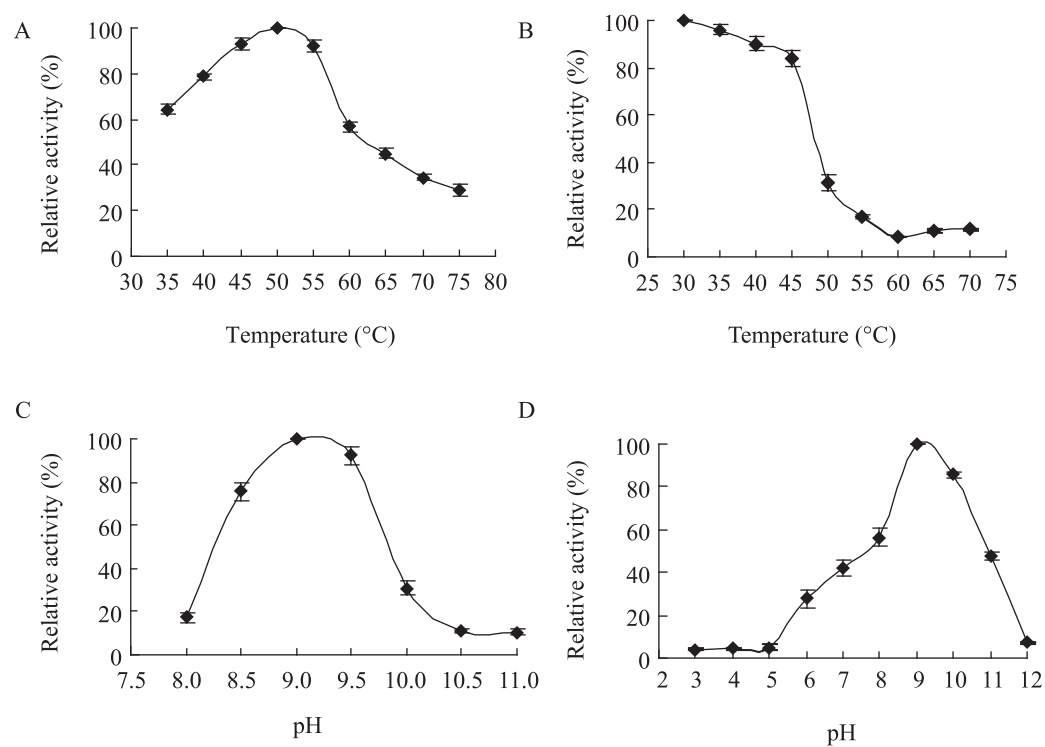 A
Relative activity (%)
100
80
60
40
20
0
30 35 40 45 50 55 60 65 70 75 80
Temperature (°C)
B
Relative activity (%)
100
80
60
40
20
0
25 30 35 40 45 50 55 60 65 70 75
Temperature (°C)
C
Relative activity (%)
100
80
60
40
20
0
7.5 8.0 8.5 9.0 9.5 10.0 10.5 11.0
pH
D
Relative activity (%)
100
80
60
40
20
0
2 3 4 5 6 7 8 9 10 11 12
pH